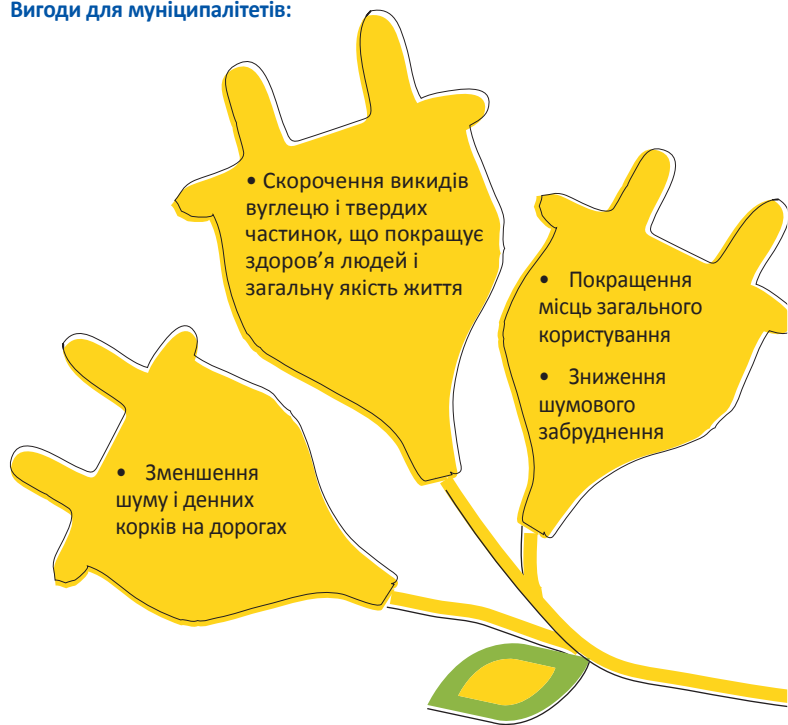 Вигоди для муніципалітетів:
• Скорочення викидів
вуглецю і твердих
частинок, що покращує
здоров’я людей і
загальну якість життя
• Покращення
місць загального
користування
• Зниження
шумового
забруднення
• Зменшення
шуму і денних
корків на дорогах